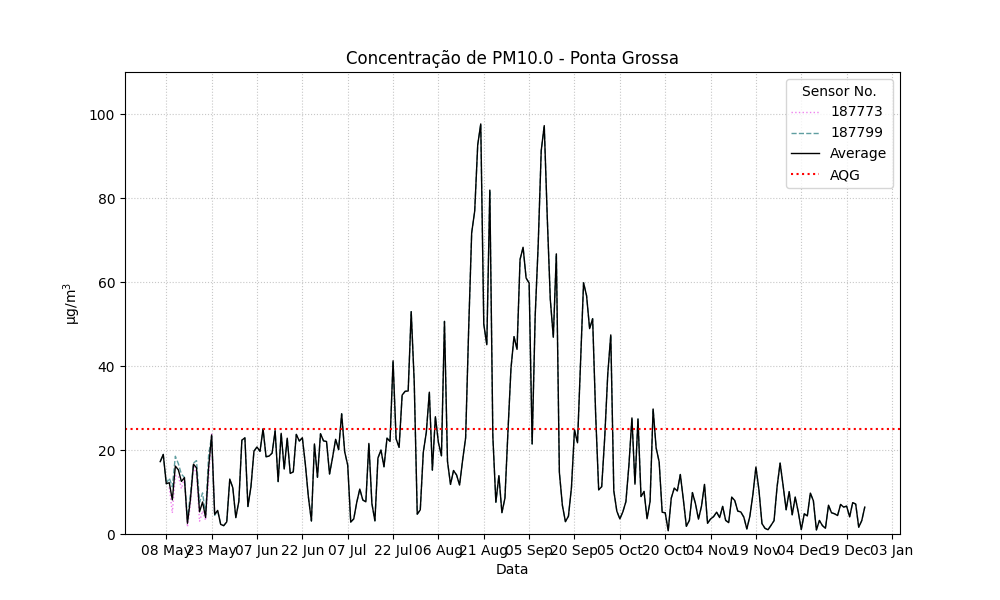 Concentração de PM10.0 - Ponta Grossa
Sensor No.
187773
187799
Average
AQG
µg/m³
100
80
60
40
20
0
08 May 23 May 07 Jun 22 Jun 07 Jul 22 Jul 06 Aug 21 Aug 05 Sep 20 Sep 05 Oct 20 Oct 04 Nov 19 Nov 04 Dec 19 Dec 03 Jan
Data